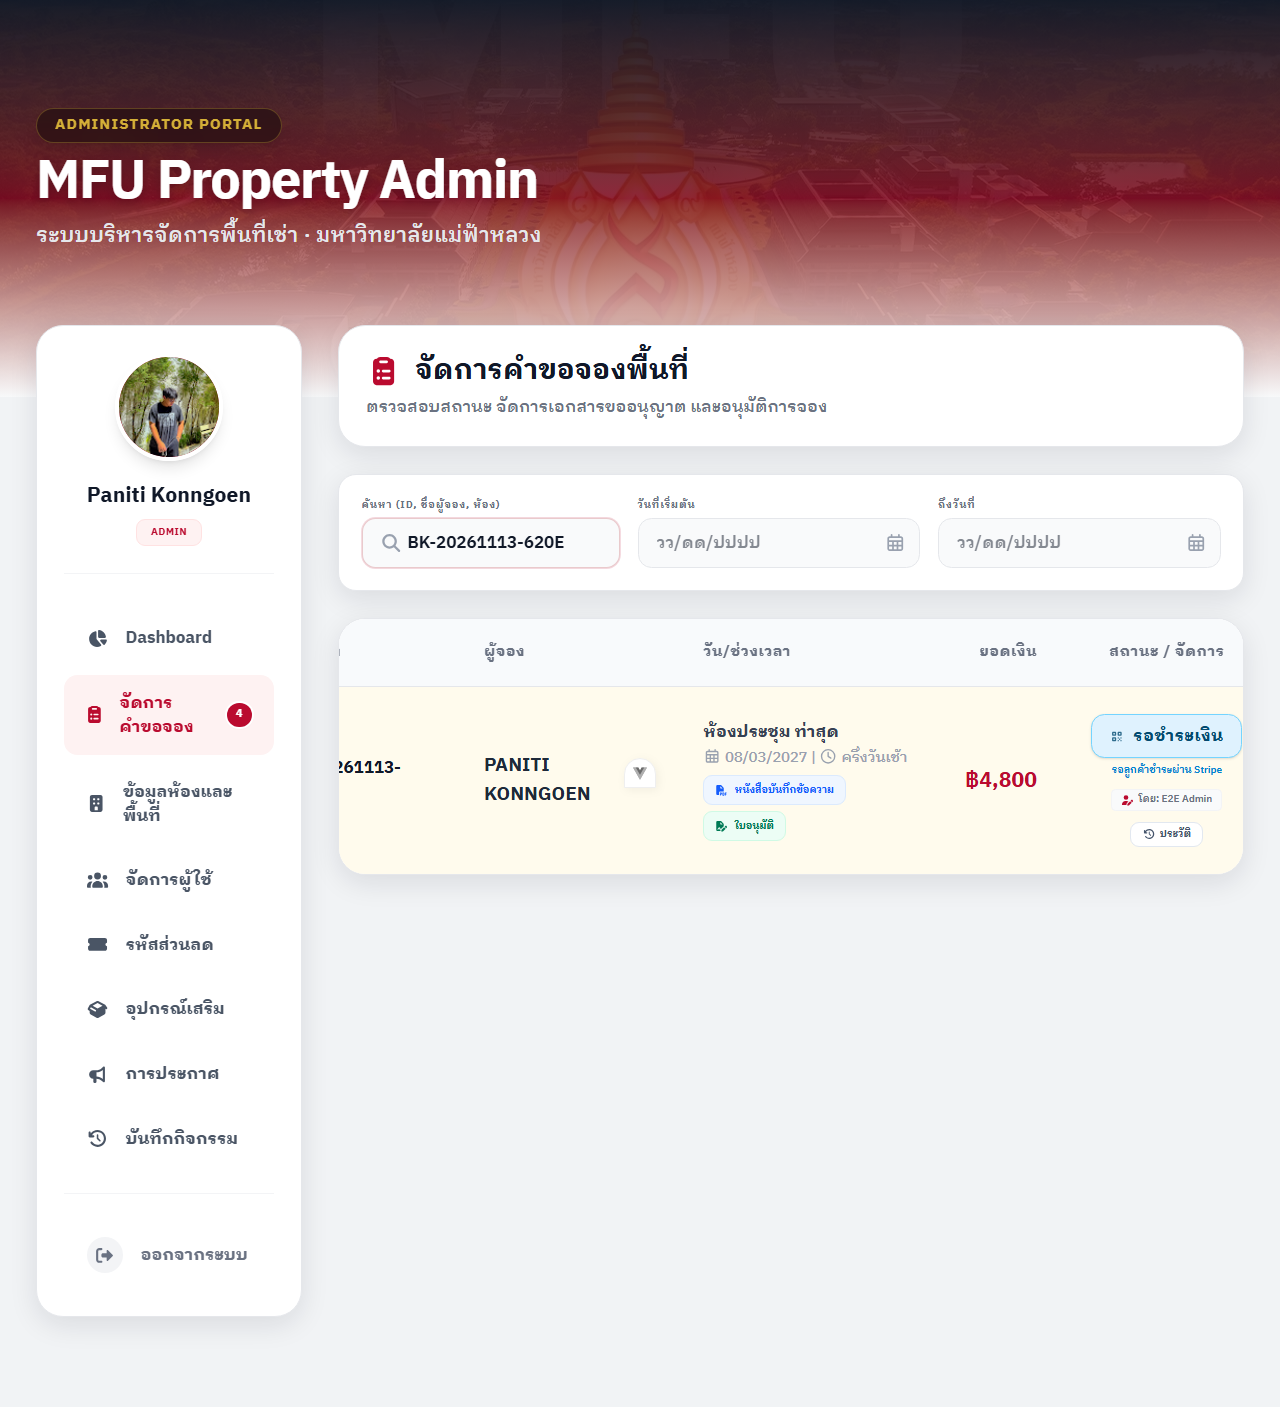 ADMINISTRATOR PORTAL
MFU Property Admin
ระบบบริหารจัดการพื้นที่เช่า · มหาวิทยาลัยแม่ฟ้าหลวง
Paniti Konngoen
ADMIN
Dashboard
จัดการ
คำขอจอง
4
ข้อมูลห้องและ
พื้นที่
จัดการผู้ใช้
รหัสส่วนลด
อุปกรณ์เสริม
การประกาศ
บันทึกกิจกรรม
ออกจากระบบ
จัดการคำขอจองพื้นที่
ตรวจสอบสถานะ จัดการเอกสารขออนุญาต และอนุมัติการจอง
ค้นหา (ID, ชื่อผู้จอง, ห้อง)
BK-20261113-620E
วันที่เริ่มต้น
วว/ดด/ปปปป
ถึงวันที่
วว/ดด/ปปปป
ผู้จอง
วัน/ช่วงเวลา
ยอดเงิน
สถานะ / จัดการ
261113-
PANITI
KONNGOEN
ห้องประชุม ท่าสุด
08/03/2027 | ครึ่งวันเช้า
หนังสือบันทึกข้อความ
ใบอนุมัติ
฿4,800
รอชำระเงิน
รอลูกค้าชำระผ่าน Stripe
โดย: E2E Admin
ประวัติ